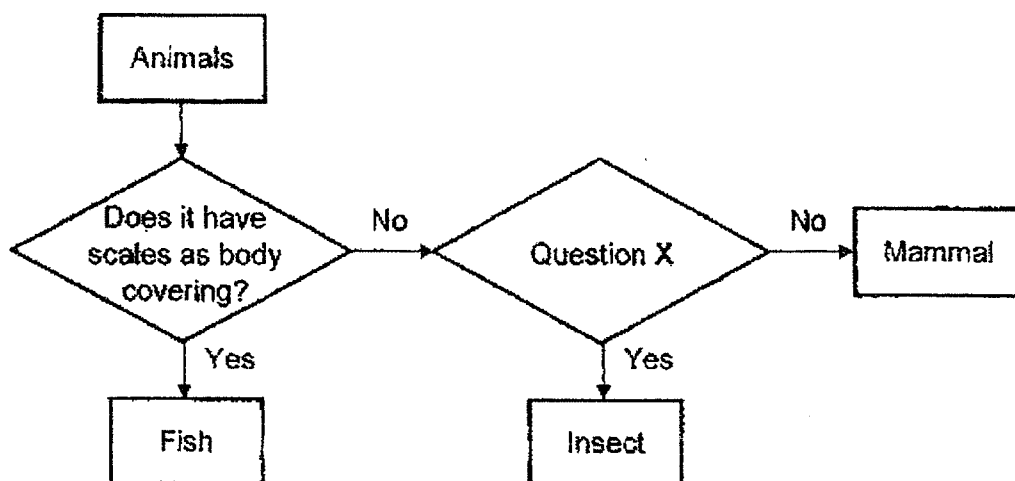 Animals
Does it have
scales as body
covering?
No
Question X
No
Mammal
Yes
Yes
Fish
Insect